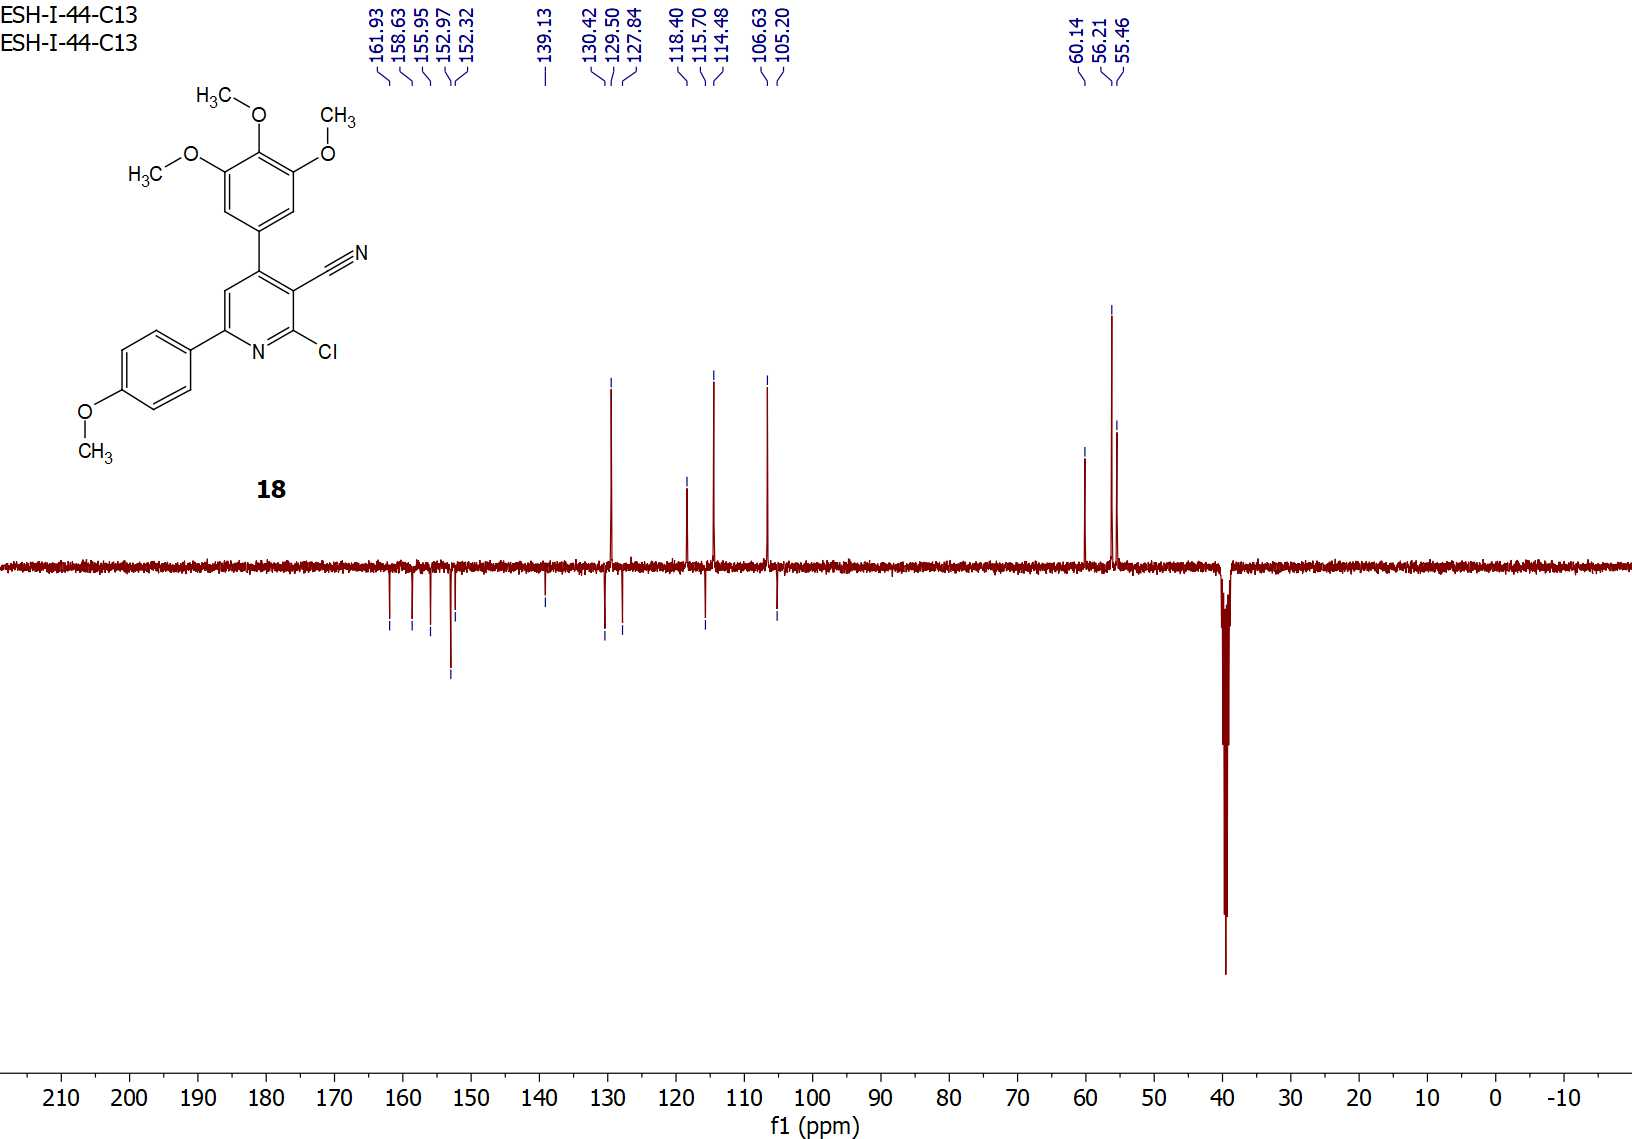 ESH-I-44-C13
ESH-I-44-C13
161.93
158.63
155.95
152.97
152.32
139.13
130.42
129.50
127.84
118.40
115.70
114.48
106.63
105.20
60.14
56.21
55.46
H3C
O
CH3
O
O
H3C
N
N
Cl
O
CH3
18
210 200 190 180 170 160 150 140 130 120 110 100 90 80 70 60 50 40 30 20 10 0 -10
f1 (ppm)